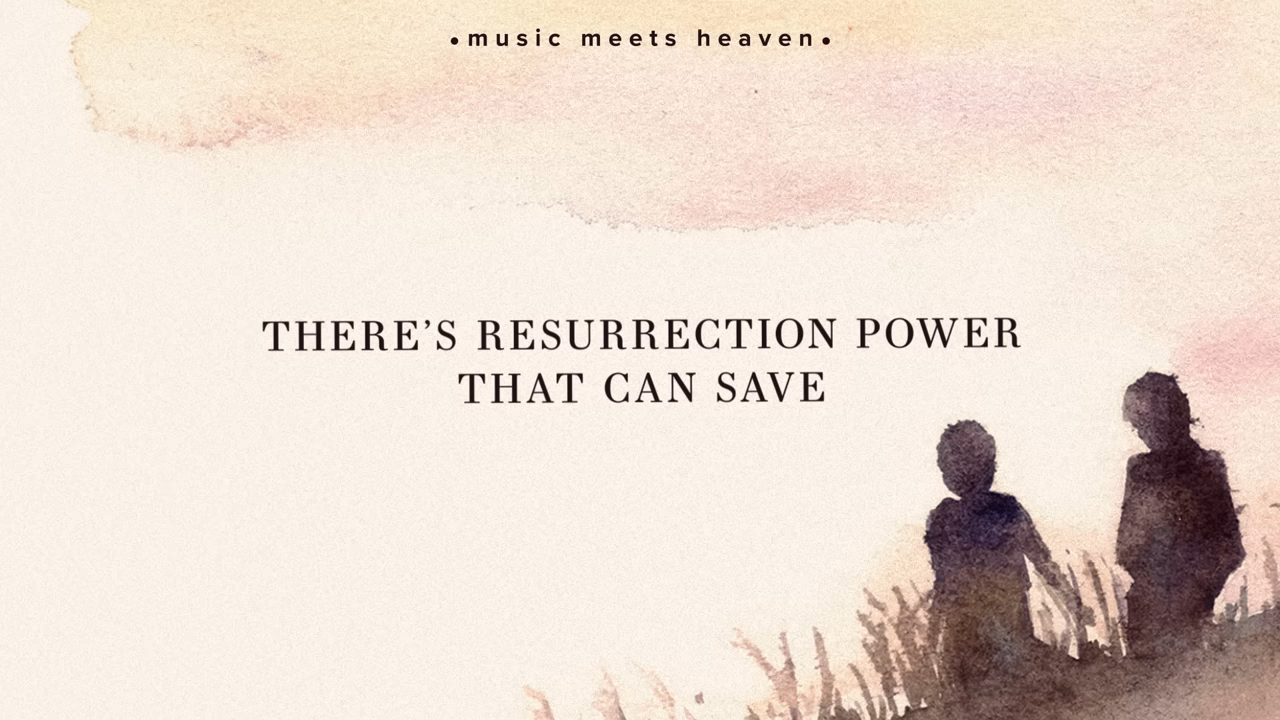 •music meets heaven•
THERE’S RESURRECTION POWER
THAT CAN SAVE